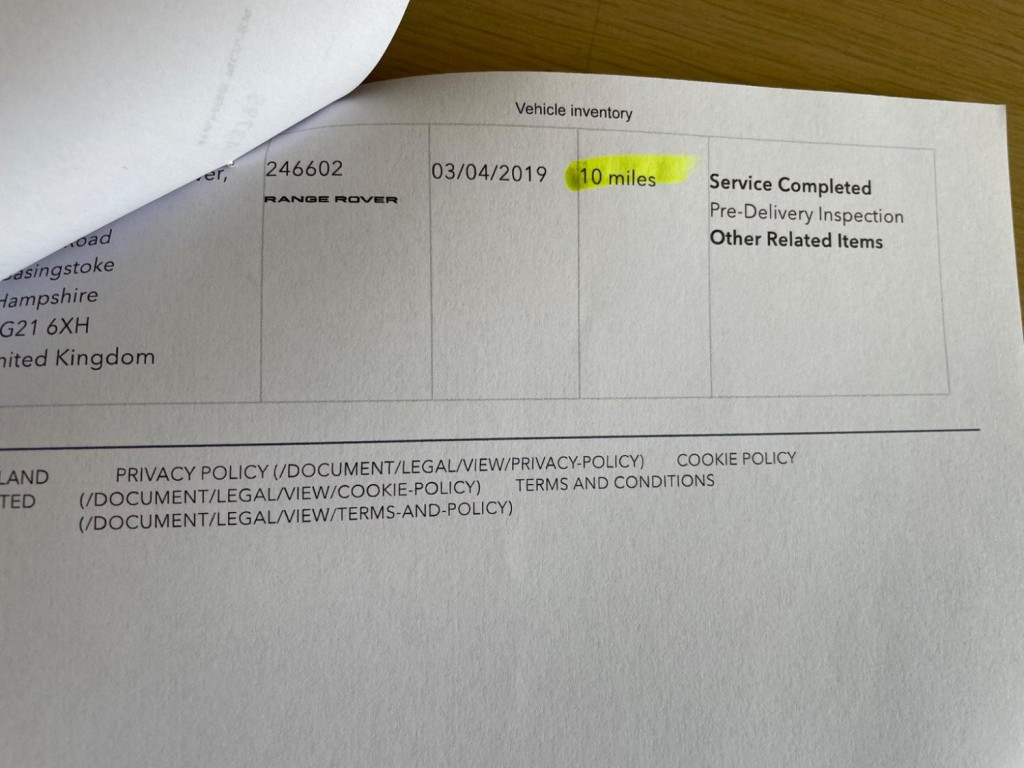 Vehicle inventory
246602
RANGE ROVER
03/04/2019
10 miles
Service Completed
Pre-Delivery Inspection
Other Related Items
Hampshire
G21 6XH
United Kingdom
LAND
TED
PRIVACY POLICY (/DOCUMENT/LEGAL/VIEW/PRIVACY-POLICY) COOKIE POLICY
(/DOCUMENT/LEGAL/VIEW/COOKIE-POLICY) TERMS AND CONDITIONS
(/DOCUMENT/LEGAL/VIEW/TERMS-AND-POLICY)